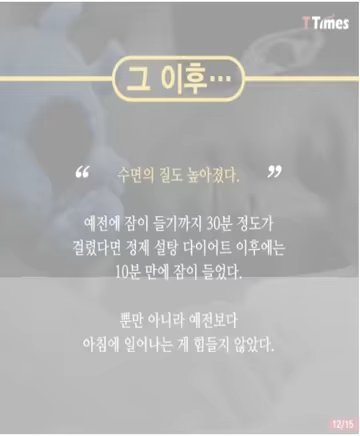 TTimes
그 이후…
“ 수면의 질도 높아졌다. ”
예전에 잠이 들기까지 30분 정도가
걸렸다면 정제 설탕 다이어트 이후에는
10분 만에 잠이 들었다.
뿐만 아니라 예전보다
아침에 일어나는 게 힘들지 않았다.
12/15